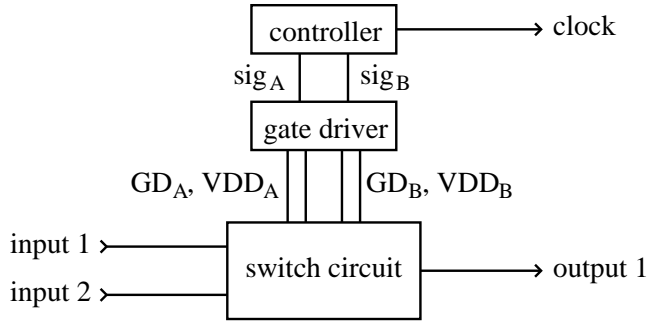 controller
clock
sigA
sigB
gate driver
GDA, VDDA
GDB, VDDB
input 1
switch circuit
output 1
input 2